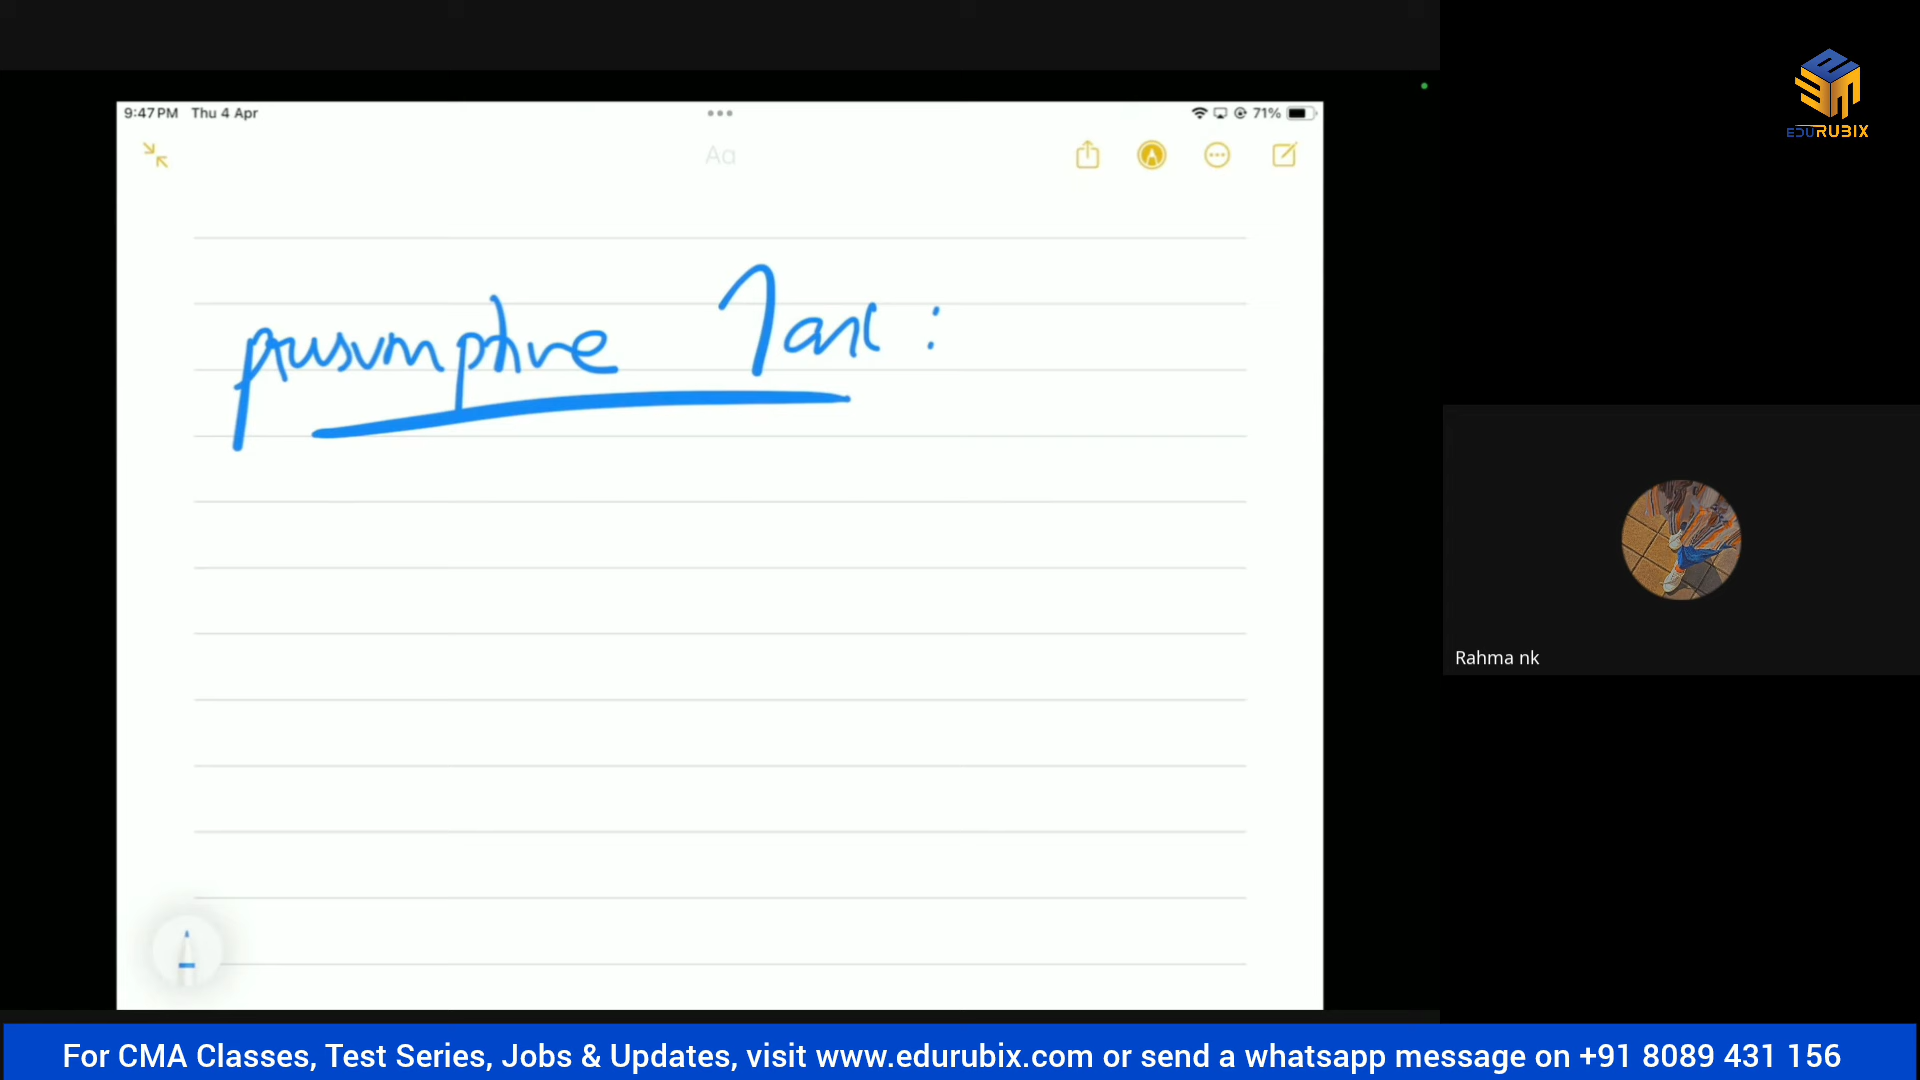 9:47 PM Thu 4 Apr
71%
Aa
presumptive Tax :
EDURUBIX
Rahma nk
For CMA Classes, Test Series, Jobs & Updates, visit www.edurubix.com or send a whatsapp message on +91 8089 431 156